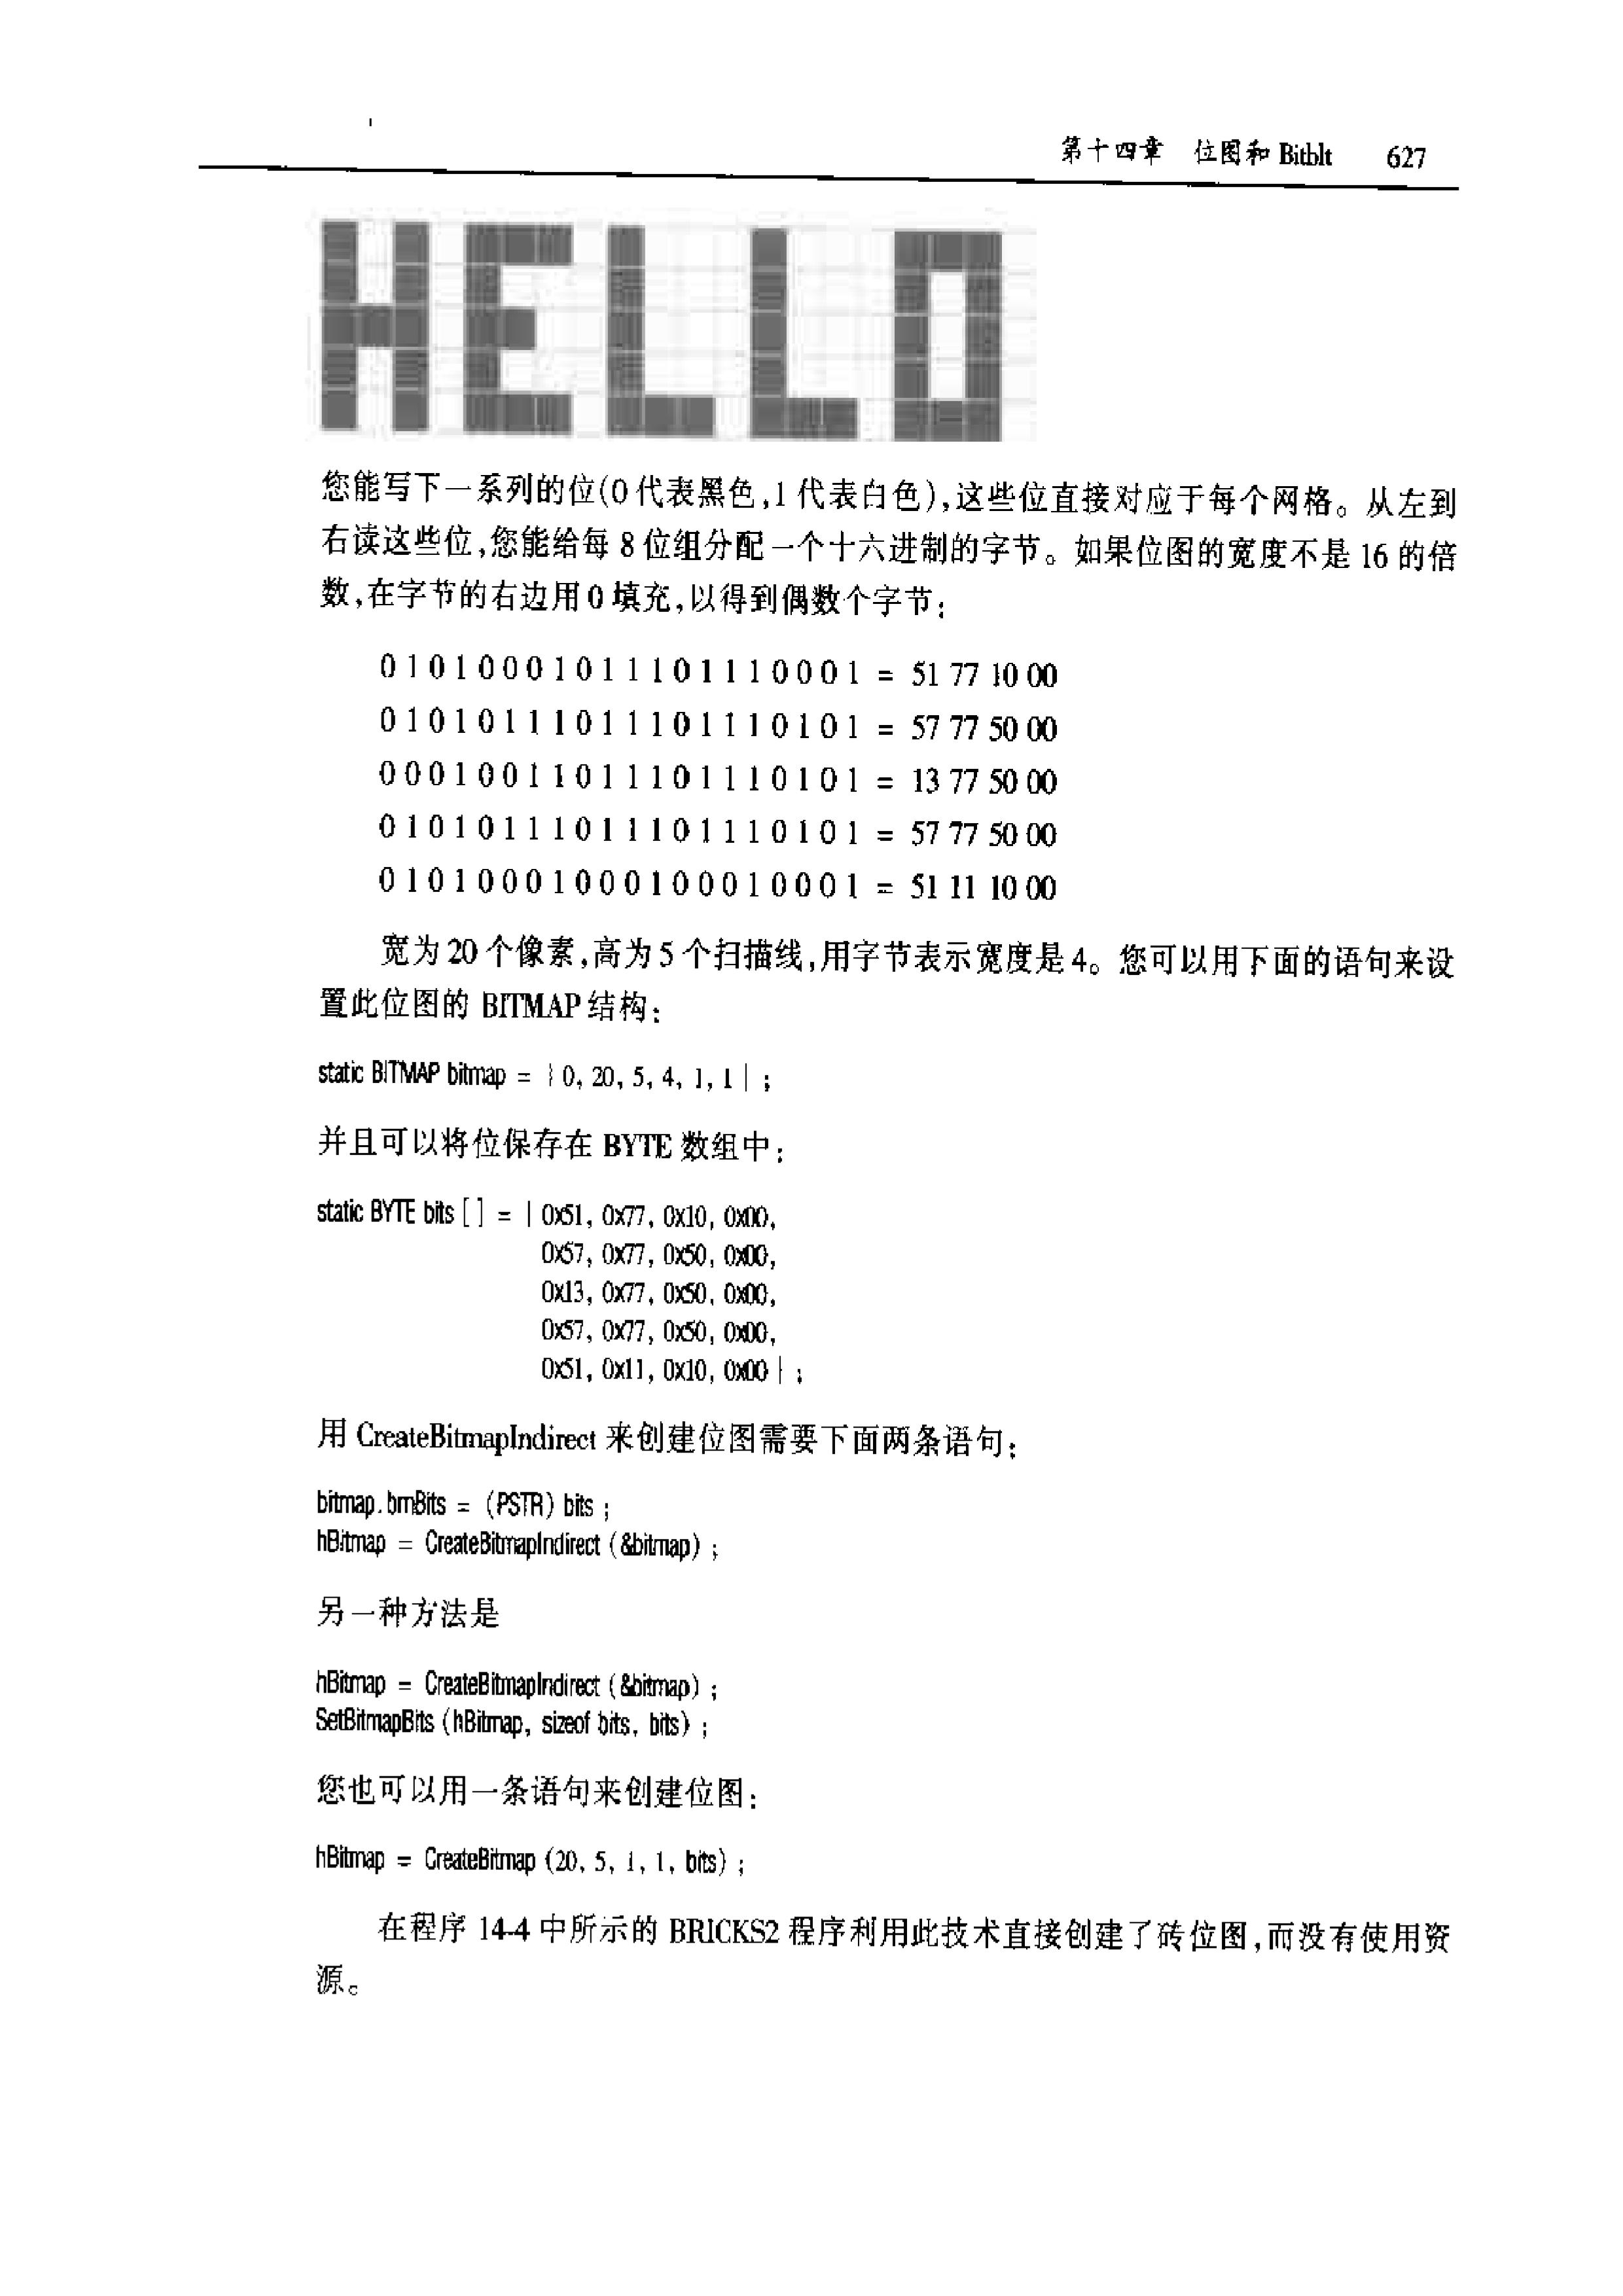 第十四章 位图和 Bitblt 627
HELLO
您能写下一系列的位(0 代表黑色,1 代表白色),这些位直接对应于每个网格。从左到
右读这些位,您能给每 8 位组分配一个十六进制的字节。如果位图的宽度不是 16 的倍
数,在字节的右边用 0 填充,以得到偶数个字节:
0 1 0 1 0 0 0 1 0 1 1 1 0 1 1 1 0 0 0 1 = 51 77 10 00
0 1 0 1 0 1 1 1 0 1 1 1 0 1 1 1 0 1 0 1 = 57 77 50 00
0 0 0 1 0 0 1 1 0 1 1 1 0 1 1 1 0 1 0 1 = 13 77 50 00
0 1 0 1 0 1 1 1 0 1 1 1 0 1 1 1 0 1 0 1 = 57 77 50 00
0 1 0 1 0 0 0 1 0 0 0 1 0 0 0 1 0 0 0 1 = 51 11 10 00
宽为 20 个像素,高为 5 个扫描线,用字节表示宽度是 4。您可以用下面的语句来设
置此位图的 BITMAP 结构:
static BITMAP bitmap = { 0, 20, 5, 4, 1, 1 } ;
并且可以将位保存在 BYTE 数组中:
static BYTE bits [ ] = { 0x51, 0x77, 0x10, 0x00,
0x57, 0x77, 0x50, 0x00,
0x13, 0x77, 0x50, 0x00,
0x57, 0x77, 0x50, 0x00,
0x51, 0x11, 0x10, 0x00 } ;
用 CreateBitmapIndirect 来创建位图需要下面两条语句:
bitmap.bmBits = (PSTR) bits ;
hBitmap = CreateBitmapIndirect (&bitmap) ;
另一种方法是
hBitmap = CreateBitmapIndirect (&bitmap) ;
SetBitmapBits (hBitmap, sizeof bits, bits) ;
您也可以用一条语句来创建位图:
hBitmap = CreateBitmap (20, 5, 1, 1, bits) ;
在程序 14-4 中所示的 BRICKS2 程序利用此技术直接创建了砖位图,而没有使用资
源。